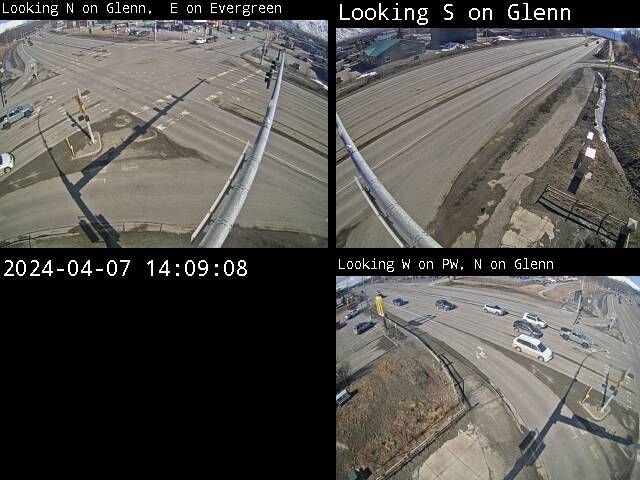 Looking N on Glenn, E on Evergreen
Looking S on Glenn
2024-04-07 14:09:08
Looking W on PW, N on Glenn